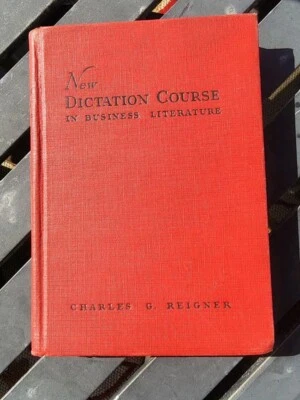 New
DICTATION COURSE
IN BUSINESS LITERATURE
CHARLES G. REIGNER